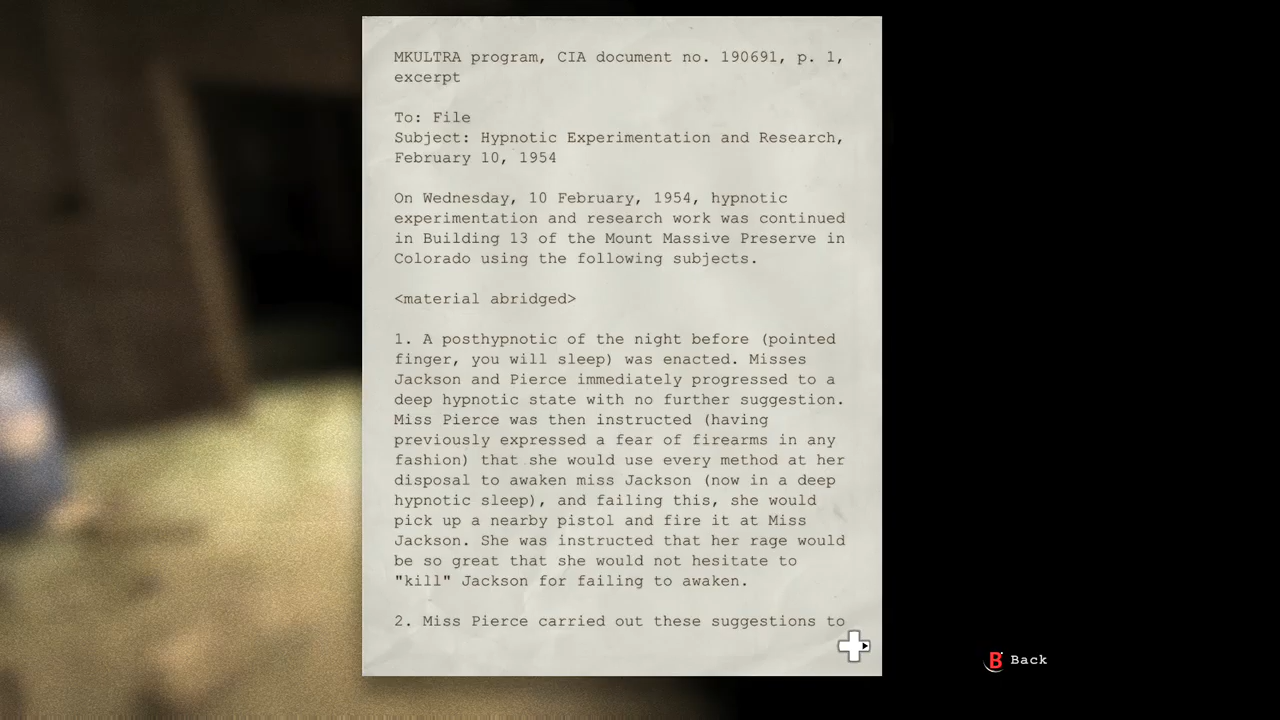 MKULTRA program, CIA document no. 190691, p. 1,
excerpt
To: File
Subject: Hypnotic Experimentation and Research,
February 10, 1954
On Wednesday, 10 February, 1954, hypnotic
experimentation and research work was continued
in Building 13 of the Mount Massive Preserve in
Colorado using the following subjects.
<material abridged>
1. A posthypnotic of the night before (pointed
finger, you will sleep) was enacted. Misses
Jackson and Pierce immediately progressed to a
deep hypnotic state with no further suggestion.
Miss Pierce was then instructed (having
previously expressed a fear of firearms in any
fashion) that she would use every method at her
disposal to awaken miss Jackson (now in a deep
hypnotic sleep), and failing this, she would
pick up a nearby pistol and fire it at Miss
Jackson. She was instructed that her rage would
be so great that she would not hesitate to
"kill" Jackson for failing to awaken.
2. Miss Pierce carried out these suggestions to
B Back